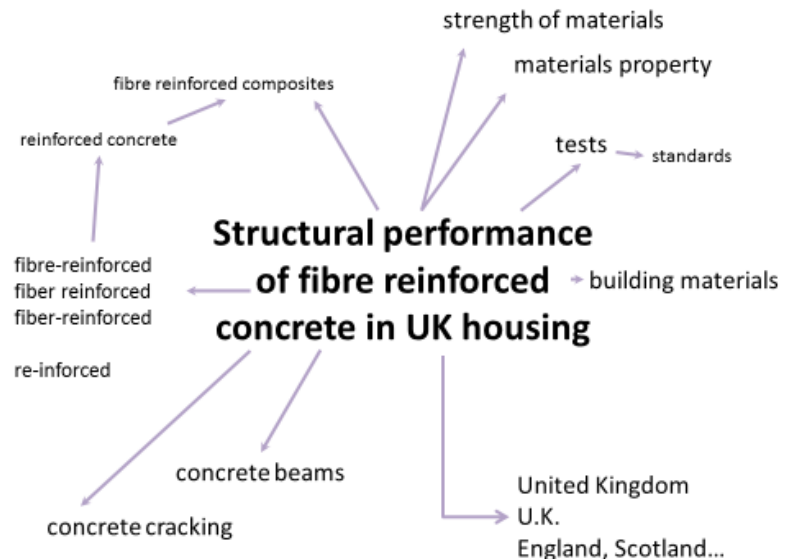 strength of materials
materials property
fibre reinforced composites
reinforced concrete
tests
standards
Structural performance
of fibre reinforced
concrete in UK housing
building materials
fibre-reinforced
fiber reinforced
fiber-reinforced
re-inforced
concrete beams
concrete cracking
United Kingdom
U.K.
England, Scotland...